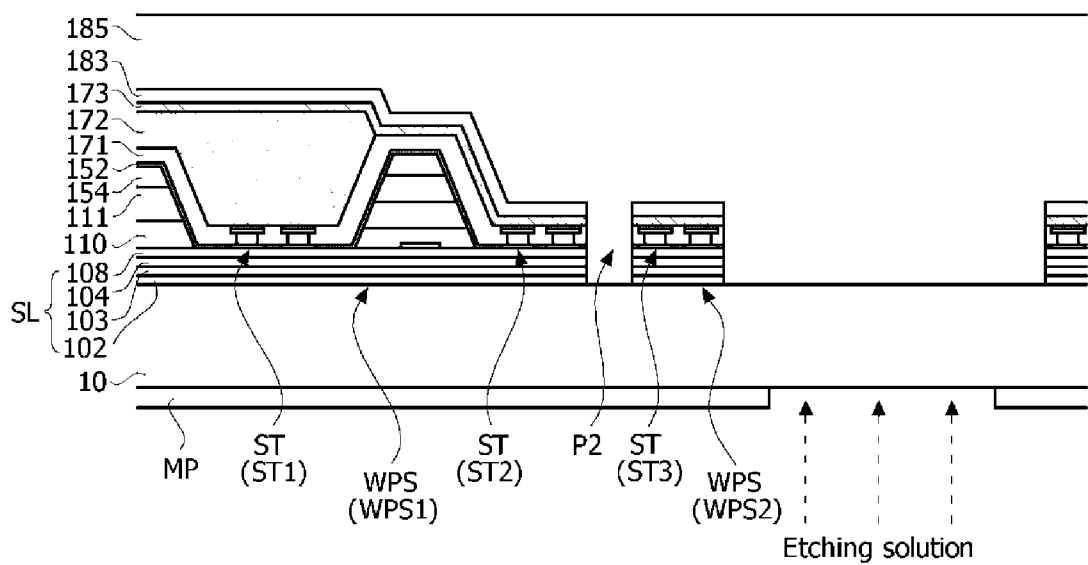 185
183
173
172
171
152
154
111
110
108
104
SL
103
102
10
MP
ST
(ST1)
WPS
(WPS1)
ST
(ST2)
P2
ST
(ST3)
WPS
(WPS2)
Etching solution